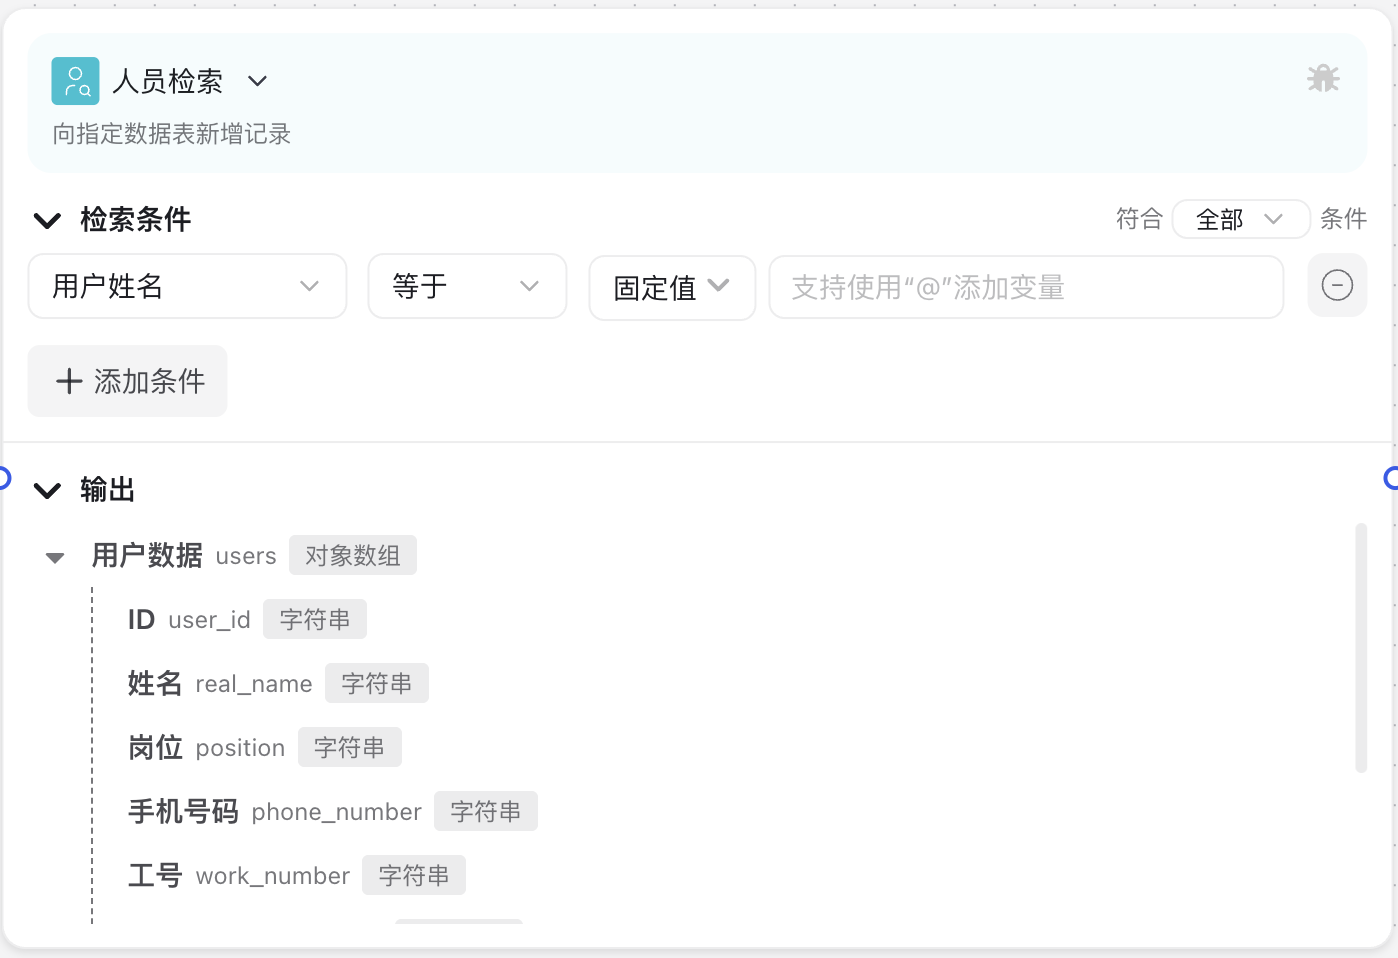 人员检索
向指定数据表新增记录
检索条件 符合 全部 条件
用户姓名 等于 固定值 支持使用“@”添加变量
添加条件
输出
用户数据 users 对象数组
ID user_id 字符串
姓名 real_name 字符串
岗位 position 字符串
手机号码 phone_number 字符串
工号 work_number 字符串